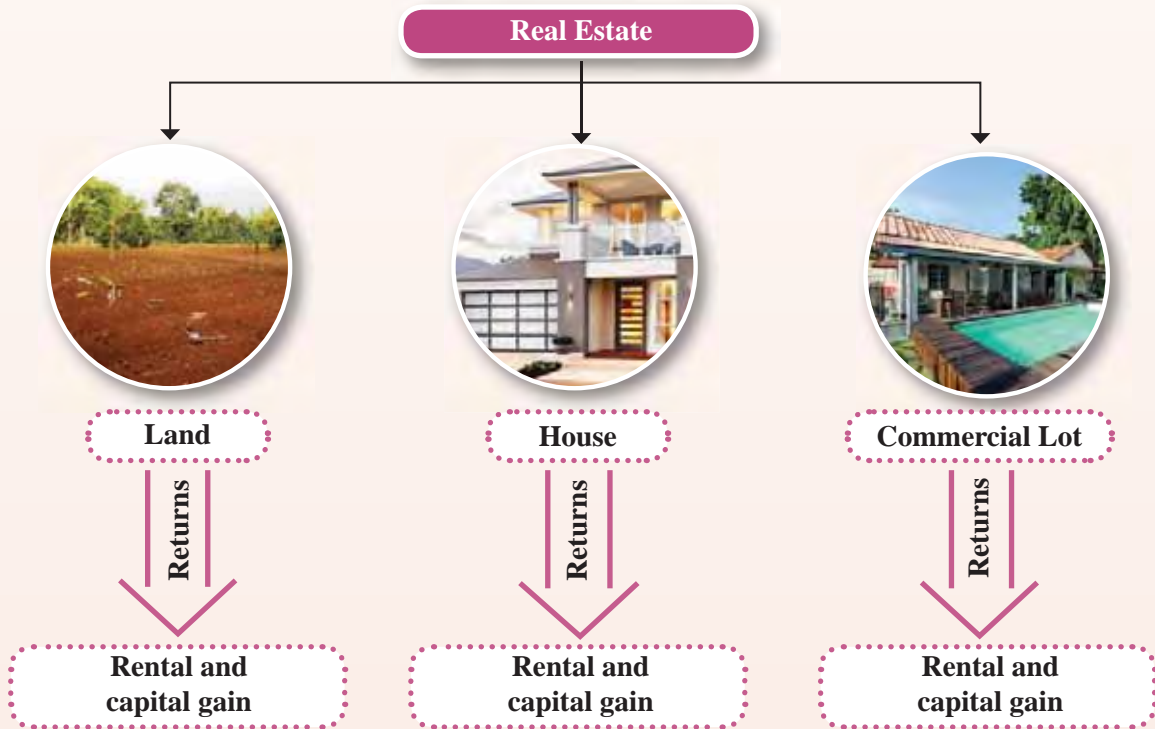 Real Estate
Land
House
Commercial Lot
Returns
Returns
Returns
Rental and
capital gain
Rental and
capital gain
Rental and
capital gain